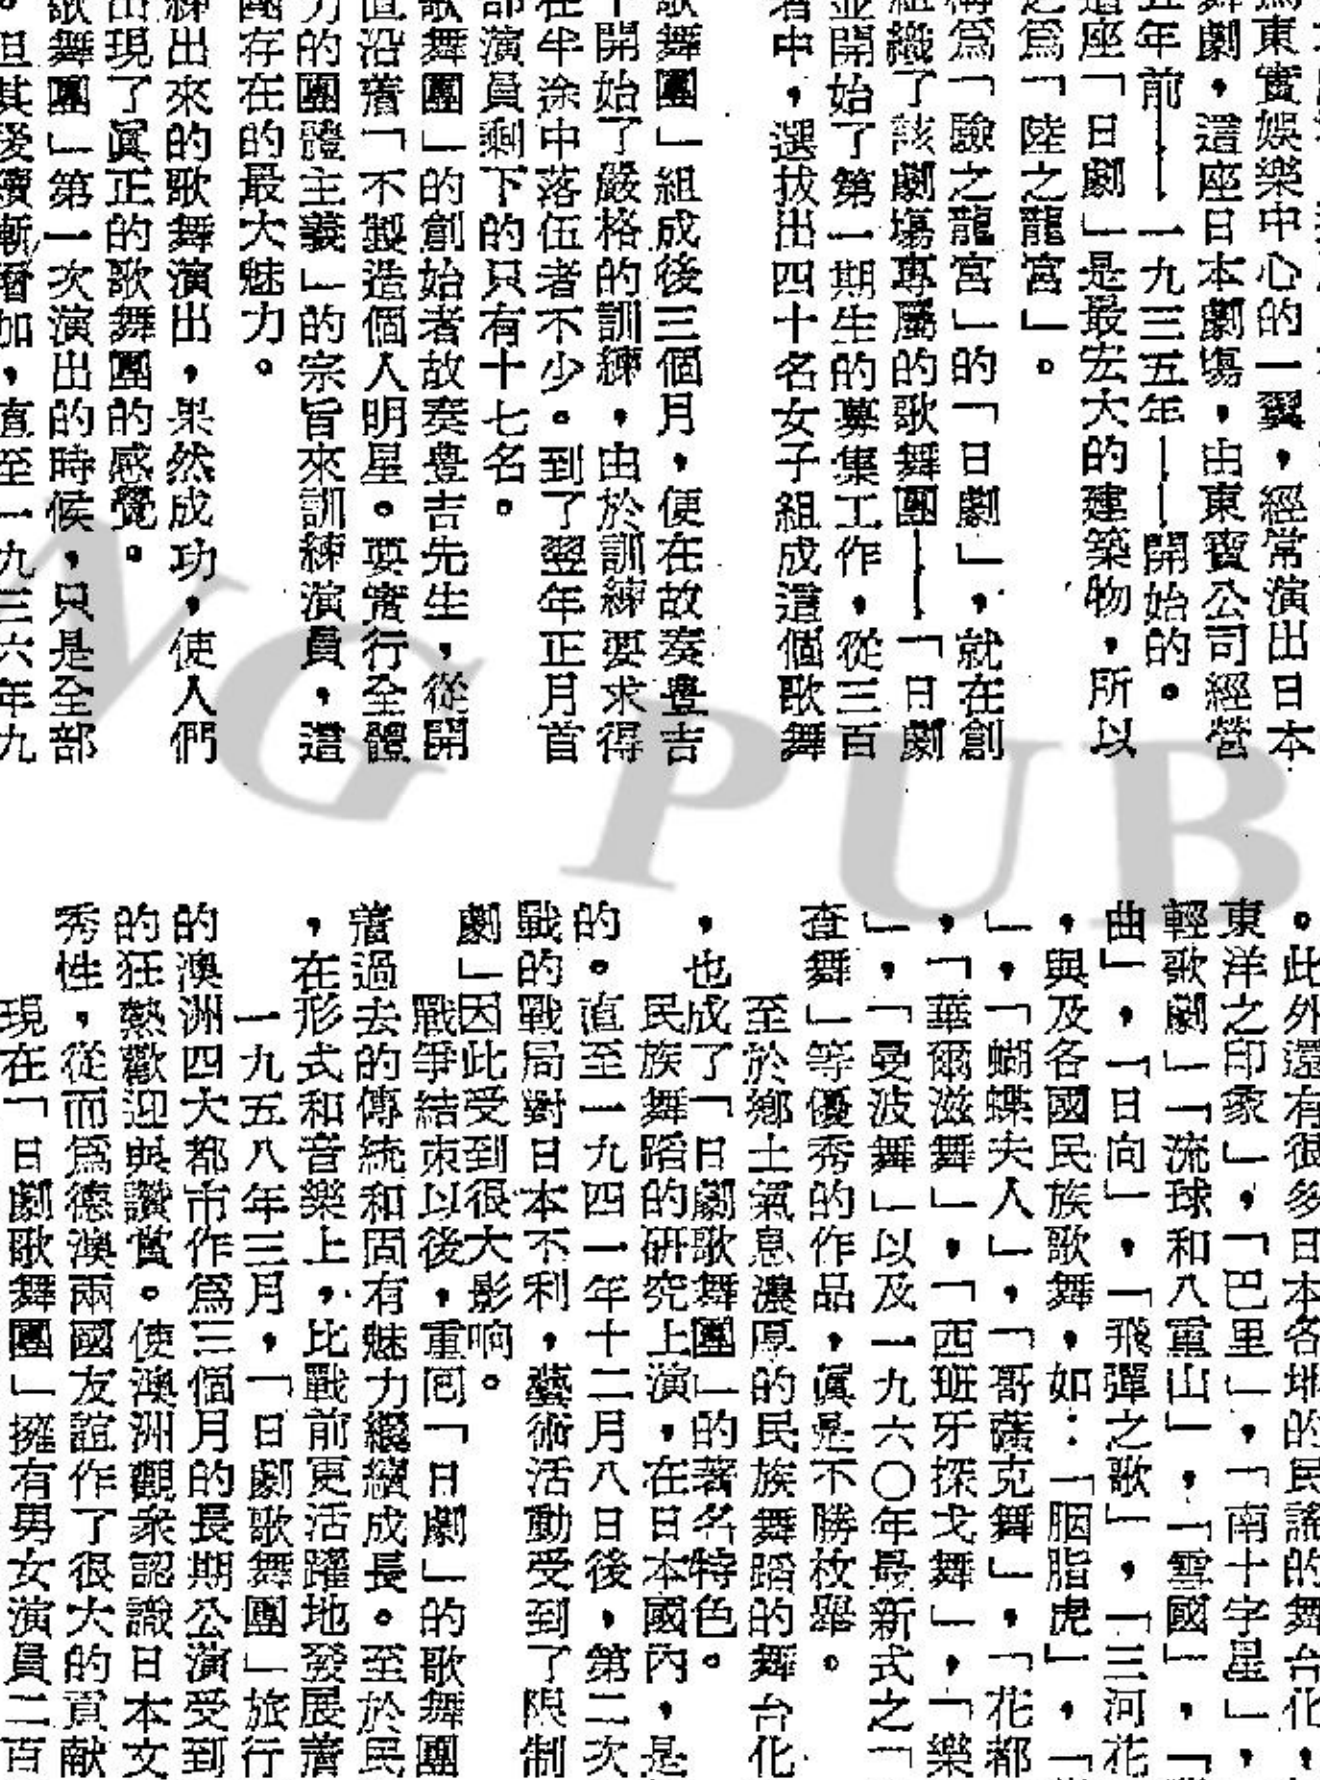 為東寶娛樂中心的一翼，經常演出日本
舞劇，這座日本劇場，由東寶公司經營
五年前——一九三五年——開始的。
這座「日劇」是最宏大的建築物，所以
之為「陸之龍宮」。
稱為「陸之龍宮」的「日劇」，就在創
組織了該劇場專屬的歌舞團——「日劇
並開始了第一期生的募集工作，從三百
者中，選拔出四十名女子組成這個歌舞
歌舞團」組成後三個月，便在故秦豊吉
下開始了嚴格的訓練，由於訓練要求得
在半途中落伍者不少。到了翌年正月首
部演員剩下的只有十七名。
歌舞團」的創始者故秦豊吉先生，從開
直沿着「不製造個人明星。要實行全體
力的團體主義」的宗旨來訓練演員，這
團存在的最大魅力。
練出來的歌舞演出，果然成功，使人們
出現了眞正的歌舞團的感覺。
歌舞團」第一次演出的時候，只是全部
。但其後續漸增加，直至一九三六年九
。此外還有很多日本各地的民謠的舞台化，
東洋之印象」，「巴里」，「南十字星」，
輕歌劇」「流球和八重山」，「雪國」，「
曲」，「日向」，「飛彈之歌」，「三河花
，與及各國民族歌舞，如：「胭脂虎」，「
」，「蝴蝶夫人」，「哥薩克舞」，「花都
，「華爾滋舞」，「西班牙探戈舞」，「樂
」，「曼波舞」以及一九六〇年最新式之「
查舞」等優秀的作品，眞是不勝枚舉。
至於鄉土氣息濃厚的民族舞蹈的舞台化
，也成了「日劇歌舞團」的著名特色。
民族舞蹈的研究上演，在日本國內，是
的。直至一九四一年十二月八日後，第二次
戰的戰局對日本不利，藝術活動受到了限制
劇」因此受到很大影响。
戰爭結束以後，重囘「日劇」的歌舞團
着過去的傳統和固有魅力繼續成長。至於民
，在形式和音樂上，比戰前更活躍地發展着
一九五八年三月，「日劇歌舞團」旅行
的澳洲四大都市作為三個月的長期公演受到
的狂熱歡迎與讚賞。使澳洲觀衆認識日本文
秀性，從而為德澳兩國友誼作了很大的貢献
現在「日劇歌舞團」擁有男女演員二百